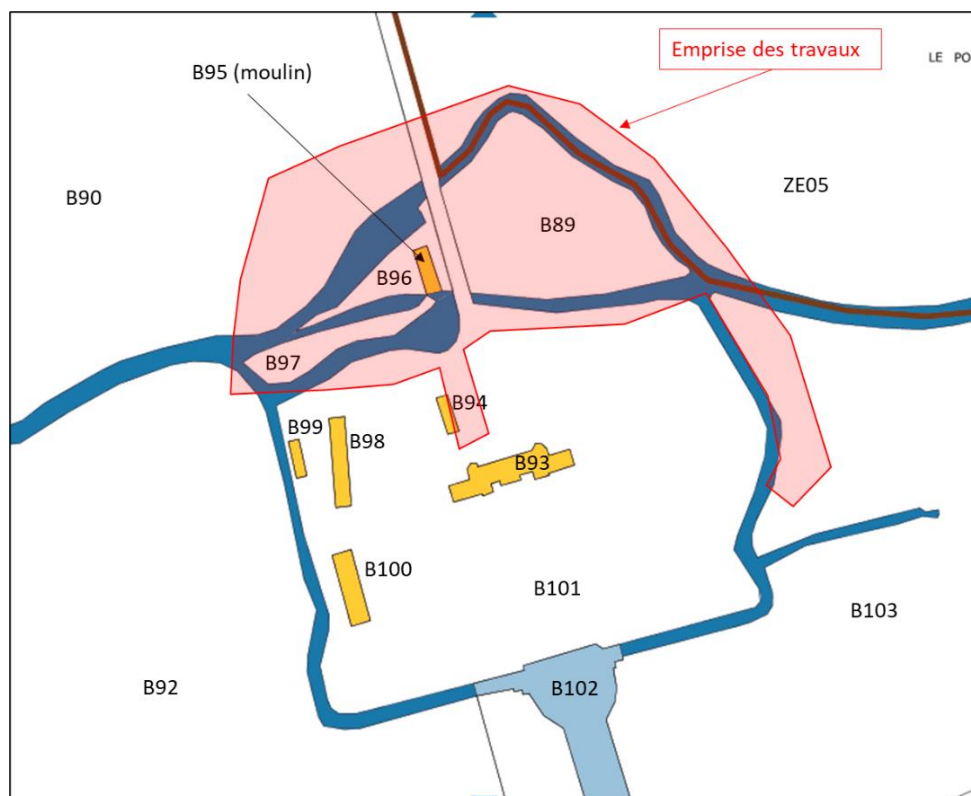 Emprise des travaux
LE PO
B95 (moulin)
ZE05
B90
B89
B96
B97
B94
B99
B98
B93
B100
B101
B103
B92
B102